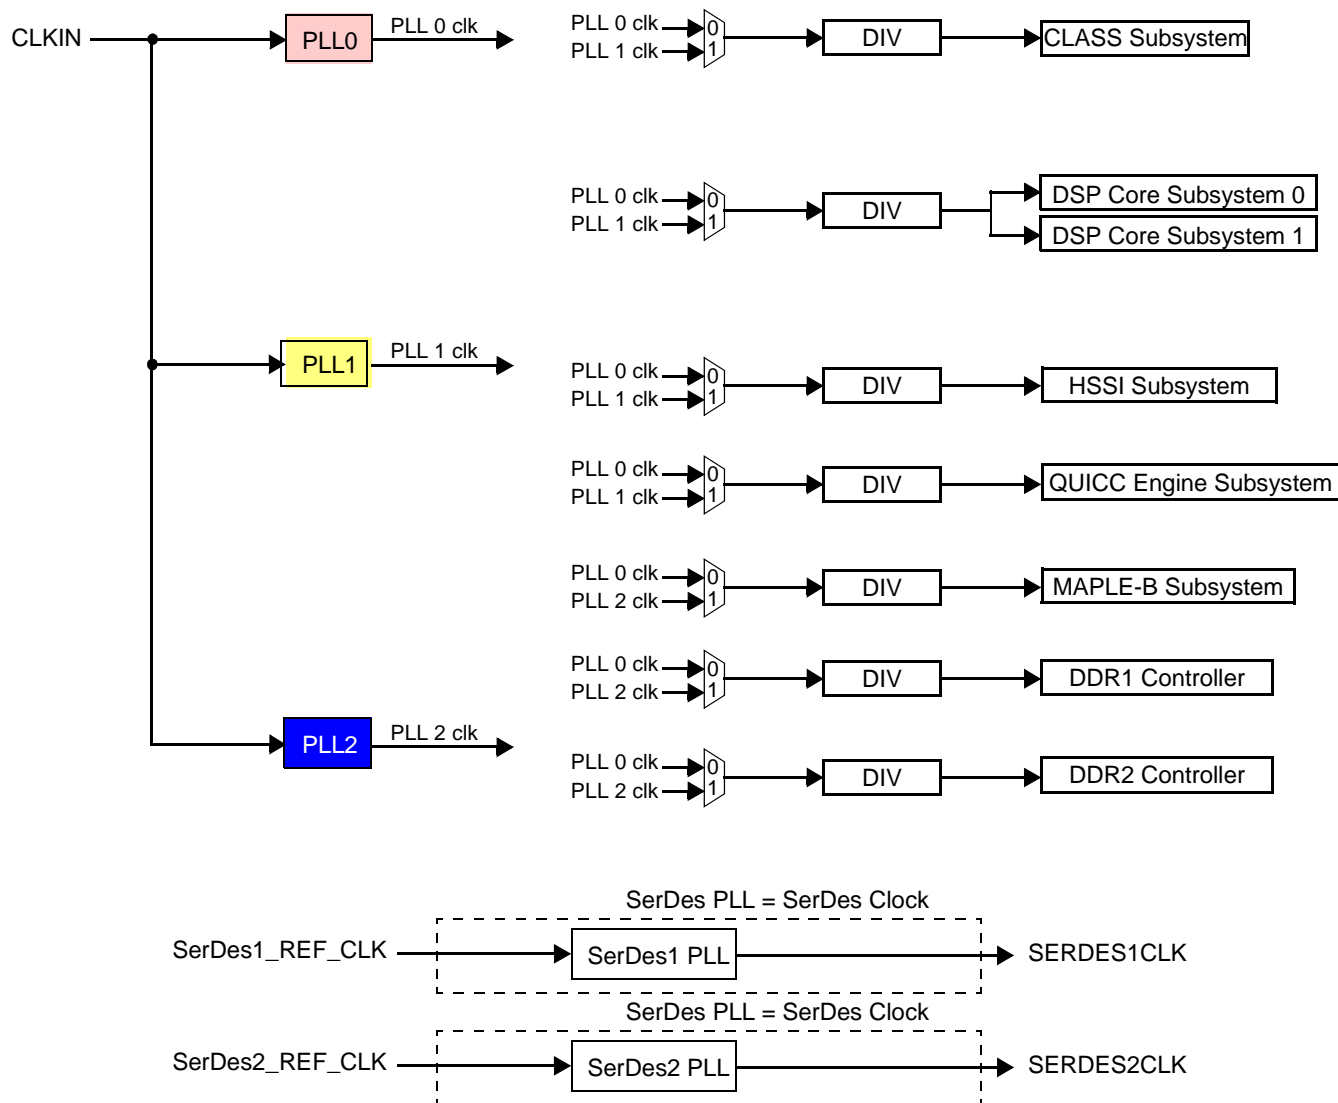 CLKIN
PLL0
PLL 0 clk
PLL 0 clk
PLL 1 clk
0
1
DIV
CLASS Subsystem
PLL 0 clk
PLL 1 clk
0
1
DIV
DSP Core Subsystem 0
DSP Core Subsystem 1
PLL1
PLL 1 clk
PLL 0 clk
PLL 1 clk
0
1
DIV
HSSI Subsystem
PLL 0 clk
PLL 1 clk
0
1
DIV
QUICC Engine Subsystem
PLL 0 clk
PLL 2 clk
0
1
DIV
MAPLE-B Subsystem
PLL 0 clk
PLL 2 clk
0
1
DIV
DDR1 Controller
PLL2
PLL 2 clk
PLL 0 clk
PLL 2 clk
0
1
DIV
DDR2 Controller
SerDes PLL = SerDes Clock
SerDes1_REF_CLK
SerDes1 PLL
SERDES1CLK
SerDes PLL = SerDes Clock
SerDes2_REF_CLK
SerDes2 PLL
SERDES2CLK